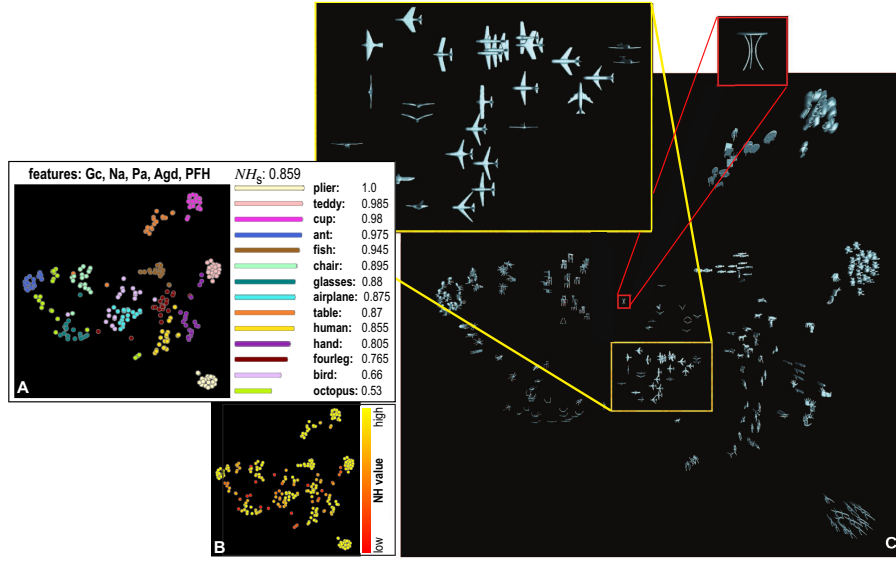 features: Gc, Na, Pa, Agd, PFH
NHs: 0.859
plier: 1.0
teddy: 0.985
cup: 0.98
ant: 0.975
fish: 0.945
chair: 0.895
glasses: 0.88
airplane: 0.875
table: 0.87
human: 0.855
hand: 0.805
fourleg: 0.765
bird: 0.66
octopus: 0.53
A
high
NH value
low
B
C